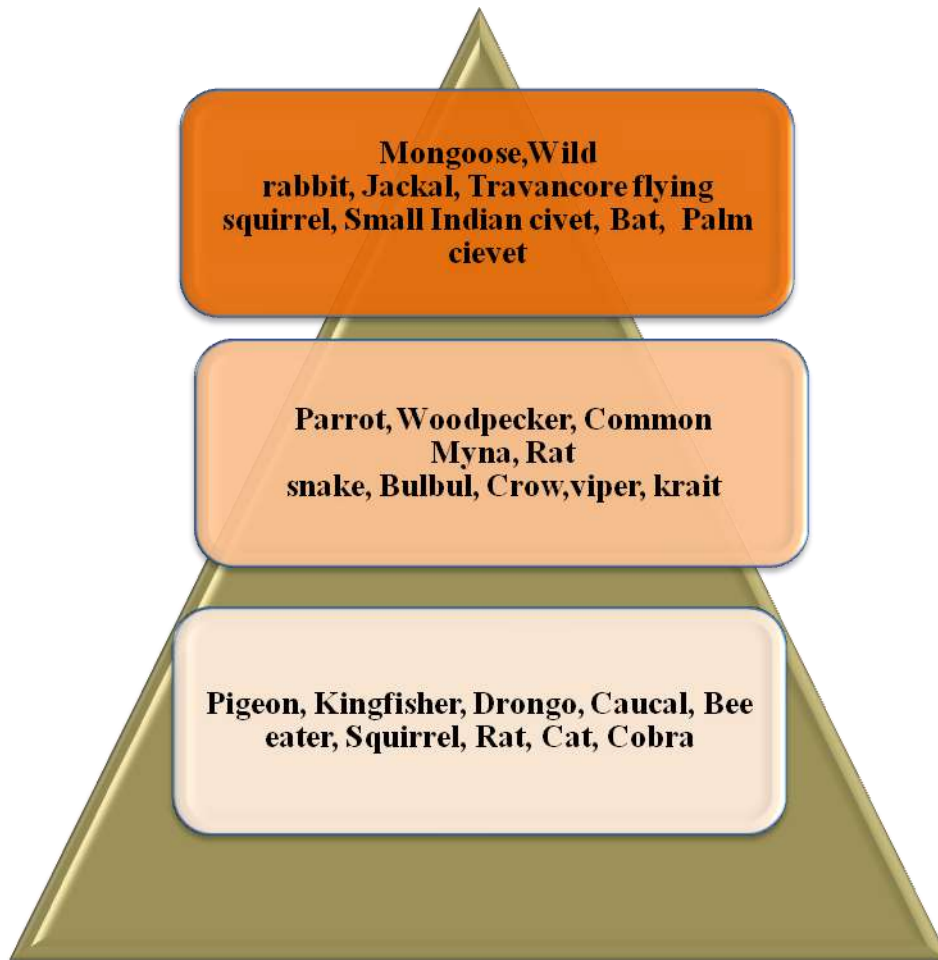 Mongoose,Wild
rabbit, Jackal, Travancore flying
squirrel, Small Indian civet, Bat, Palm
cievet
Parrot,Woodpecker, Common
Myna, Rat
snake, Bulbul, Crow,viper, krait
Pigeon, Kingfisher, Drongo, Caucal, Bee
eater, Squirrel, Rat, Cat, Cobra